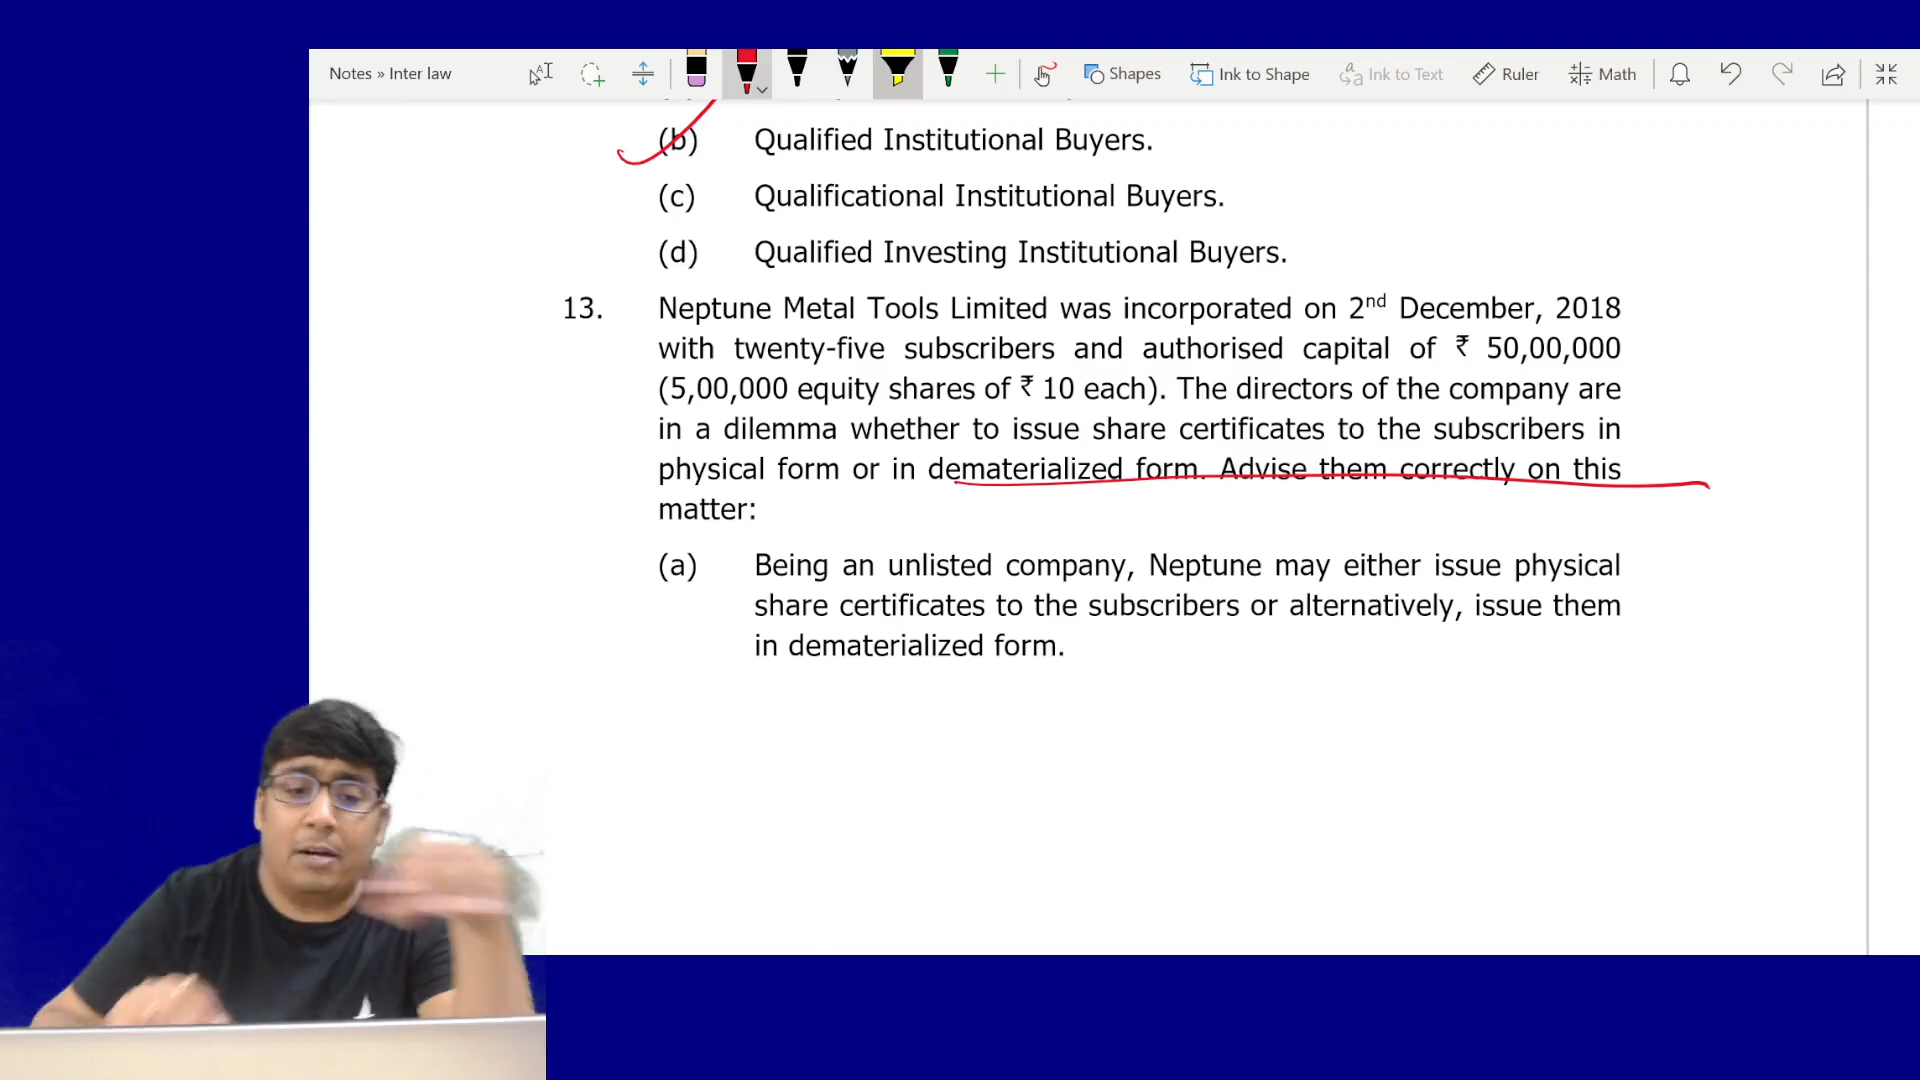 Notes » Inter law
Shapes
Ink to Shape
Ink to Text
Ruler
Math
(b) Qualified Institutional Buyers.
(c) Qualificational Institutional Buyers.
(d) Qualified Investing Institutional Buyers.
13. Neptune Metal Tools Limited was incorporated on 2nd December, 2018
with twenty-five subscribers and authorised capital of ₹ 50,00,000
(5,00,000 equity shares of ₹ 10 each). The directors of the company are
in a dilemma whether to issue share certificates to the subscribers in
physical form or in dematerialized form. Advise them correctly on this
matter:
(a) Being an unlisted company, Neptune may either issue physical
share certificates to the subscribers or alternatively, issue them
in dematerialized form.